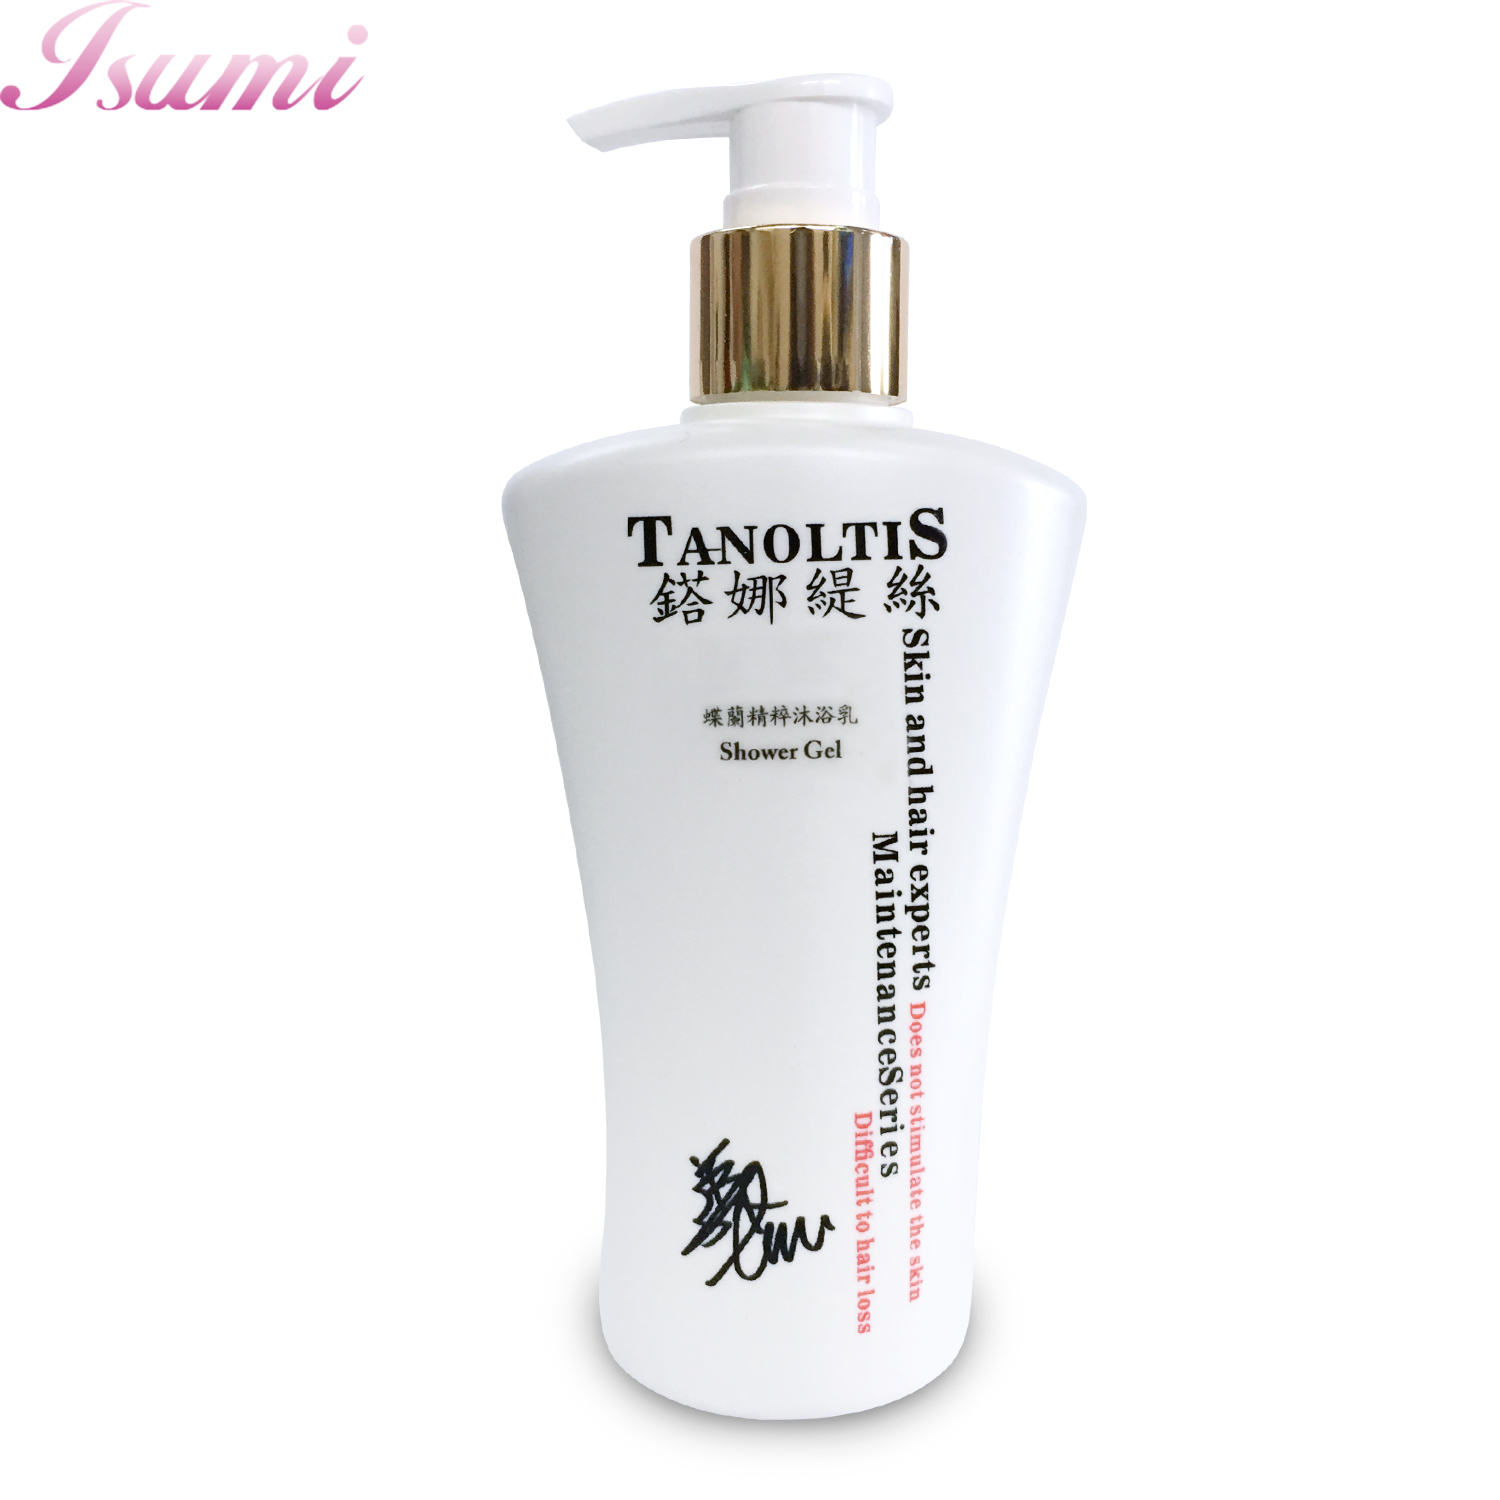 Isumi
TANOLTIS
鎝娜緹絲
蝶蘭精粹沐浴乳
Shower Gel
Skin and hair experts Does not stimulate the skin
MaintenanceSeries
Difficult to hair loss